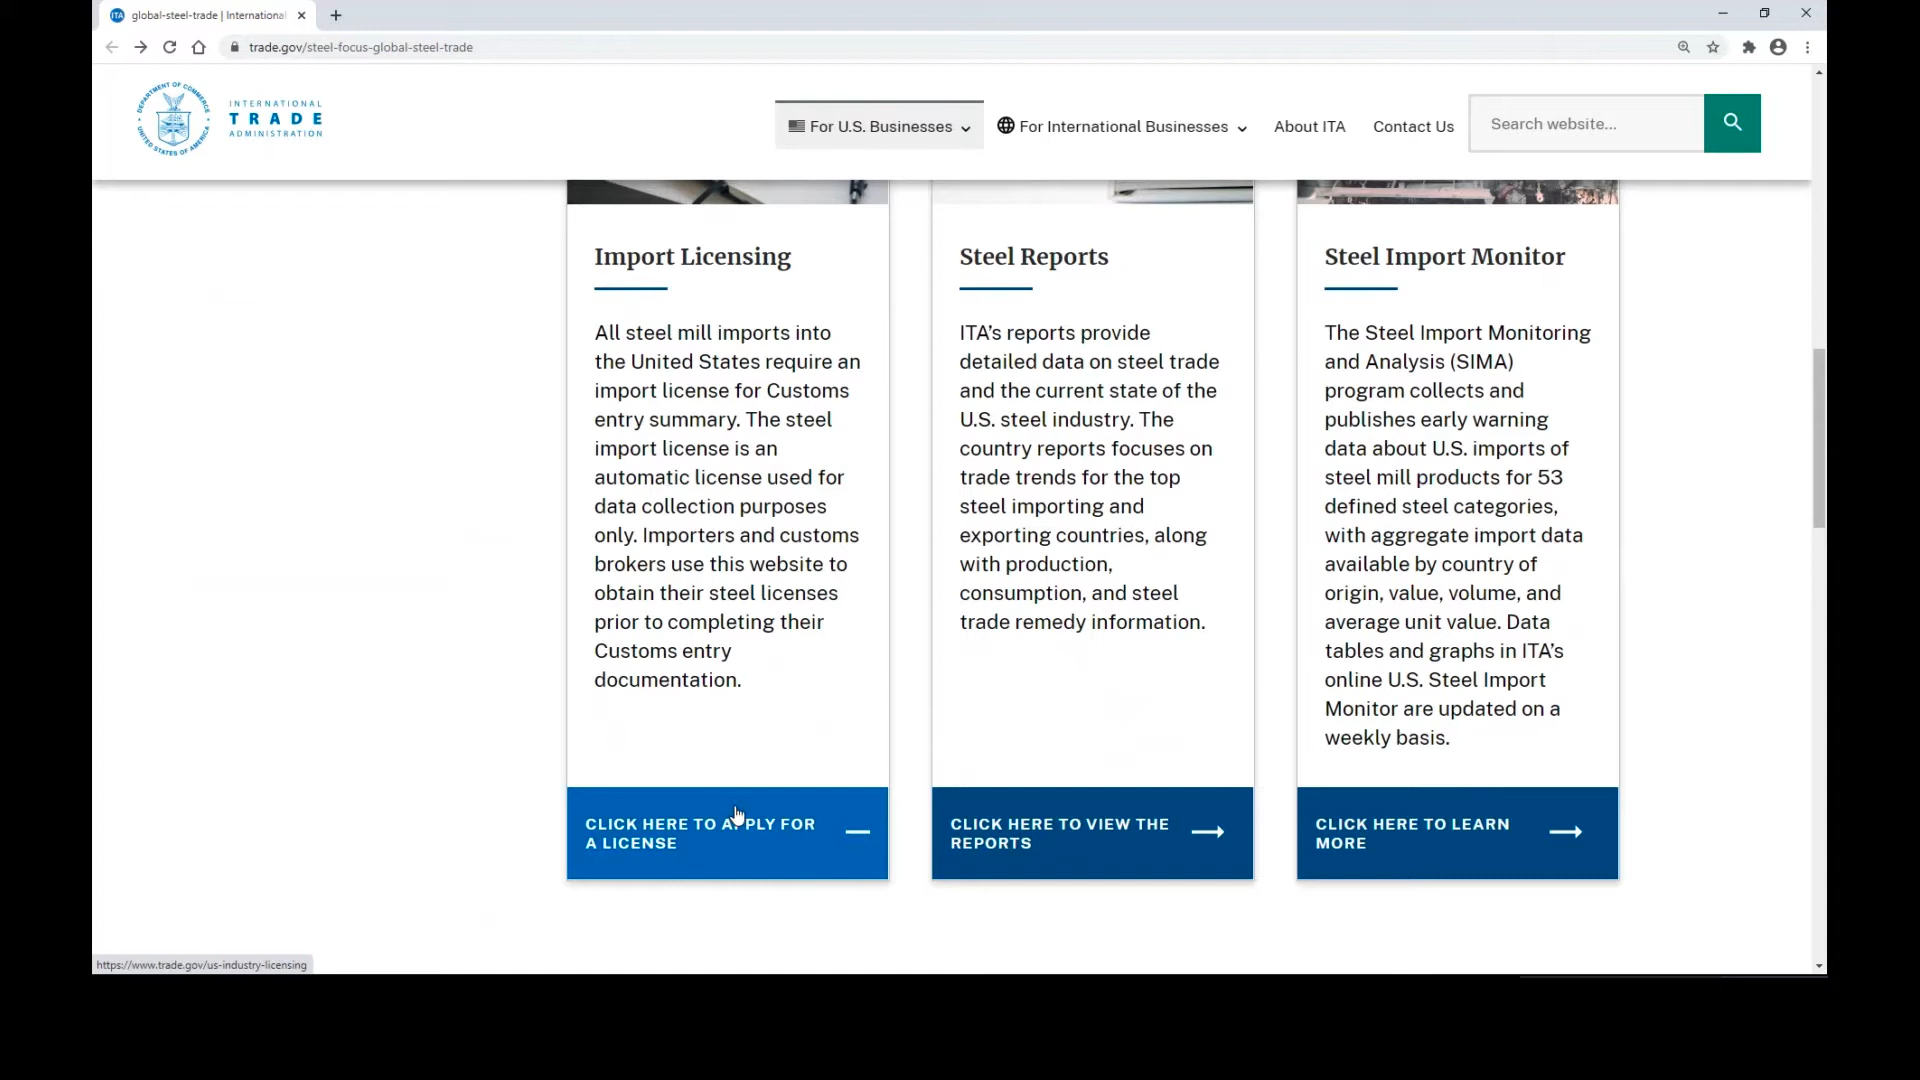 ITA global-steel-trade | International
trade.gov/steel-focus-global-steel-trade
DEPARTMENT OF COMMERCE
UNITED STATES OF AMERICA
INTERNATIONAL
TRADE
ADMINISTRATION
For U.S. Businesses
For International Businesses
About ITA
Contact Us
Search website...
Import Licensing
All steel mill imports into
the United States require an
import license for Customs
entry summary. The steel
import license is an
automatic license used for
data collection purposes
only. Importers and customs
brokers use this website to
obtain their steel licenses
prior to completing their
Customs entry
documentation.
CLICK HERE TO APPLY FOR
A LICENSE
Steel Reports
ITA’s reports provide
detailed data on steel trade
and the current state of the
U.S. steel industry. The
country reports focuses on
trade trends for the top
steel importing and
exporting countries, along
with production,
consumption, and steel
trade remedy information.
CLICK HERE TO VIEW THE
REPORTS
Steel Import Monitor
The Steel Import Monitoring
and Analysis (SIMA)
program collects and
publishes early warning
data about U.S. imports of
steel mill products for 53
defined steel categories,
with aggregate import data
available by country of
origin, value, volume, and
average unit value. Data
tables and graphs in ITA’s
online U.S. Steel Import
Monitor are updated on a
weekly basis.
CLICK HERE TO LEARN
MORE
https://www.trade.gov/us-industry-licensing